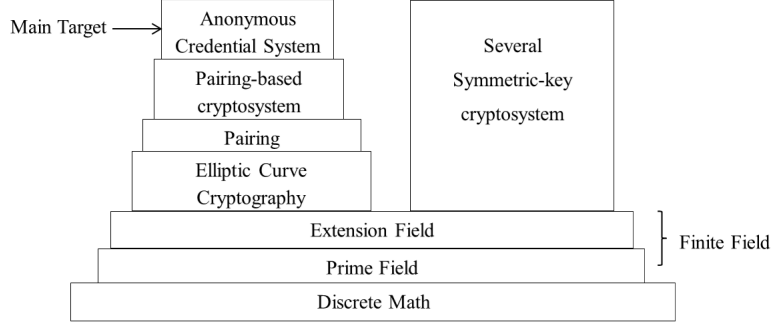 Main Target
Anonymous
Credential System
Pairing-based
cryptosystem
Pairing
Elliptic Curve
Cryptography
Several
Symmetric-key
cryptosystem
Extension Field
Prime Field
Finite Field
Discrete Math